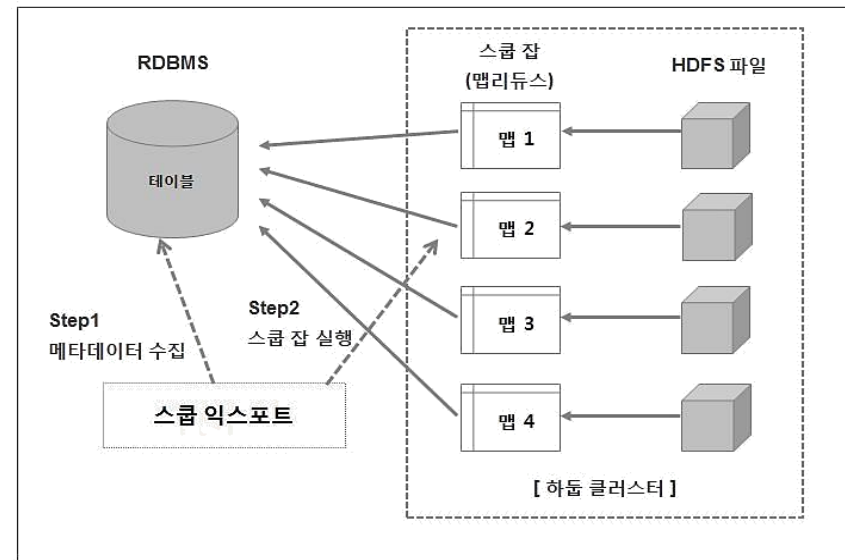 RDBMS
스쿱 잡
(맵리듀스)
HDFS 파일
테이블
맵 1
맵 2
맵 3
맵 4
Step1
메타데이터 수집
Step2
스쿱 잡 실행
스쿱 익스포트
[ 하둡 클러스터 ]